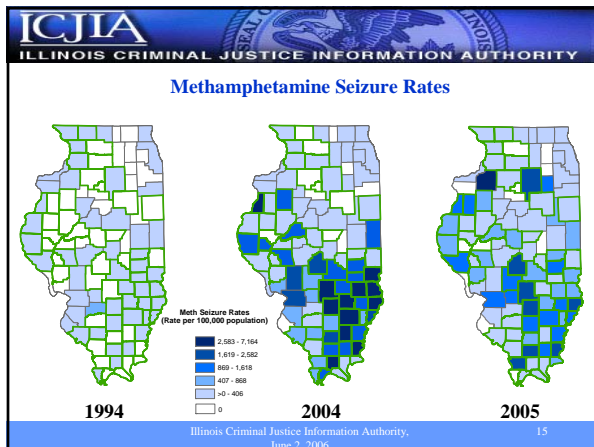 ICJIA
ILLINOIS CRIMINAL JUSTICE INFORMATION AUTHORITY
Methamphetamine Seizure Rates
Meth Seizure Rates
(Rate per 100,000 population)
2,583 - 7,164
1,619 - 2,582
869 - 1,618
407 - 868
>0 - 406
0
1994
2004
2005
Illinois Criminal Justice Information Authority,
June 2, 2006
15